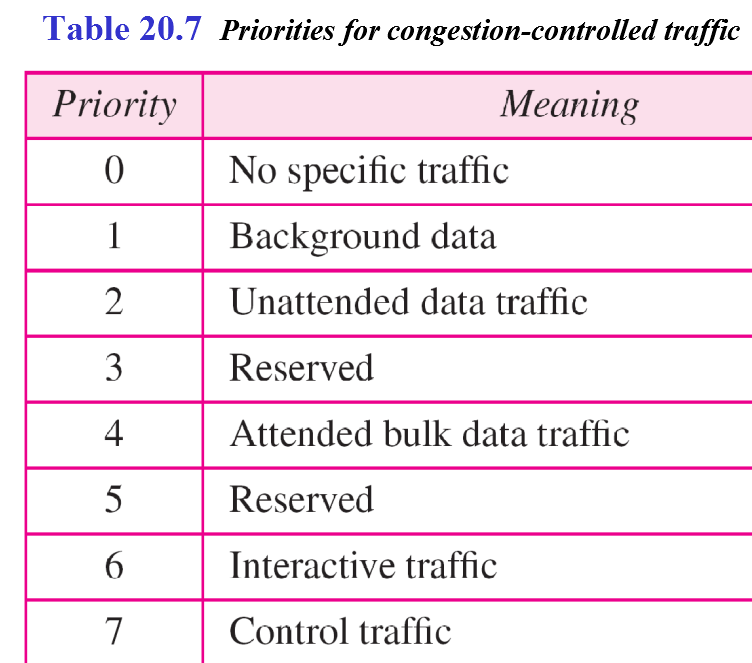 Table 20.7 Priorities for congestion-controlled traffic
Priority Meaning
0 No specific traffic
1 Background data
2 Unattended data traffic
3 Reserved
4 Attended bulk data traffic
5 Reserved
6 Interactive traffic
7 Control traffic